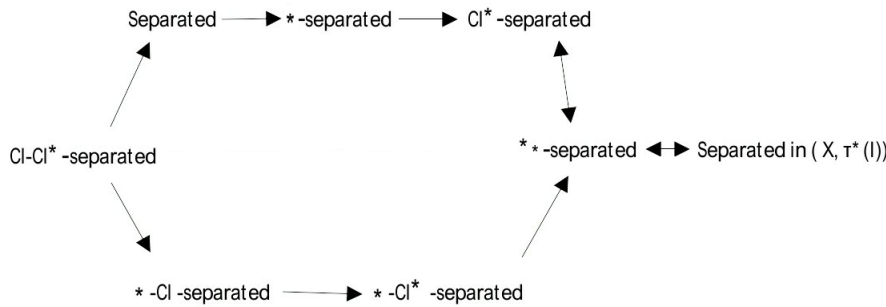 Separated *-separated Cl*-separated
Cl-Cl*-separated **-separated Separated in ( X, τ* (I))
*-Cl-separated *-Cl*-separated